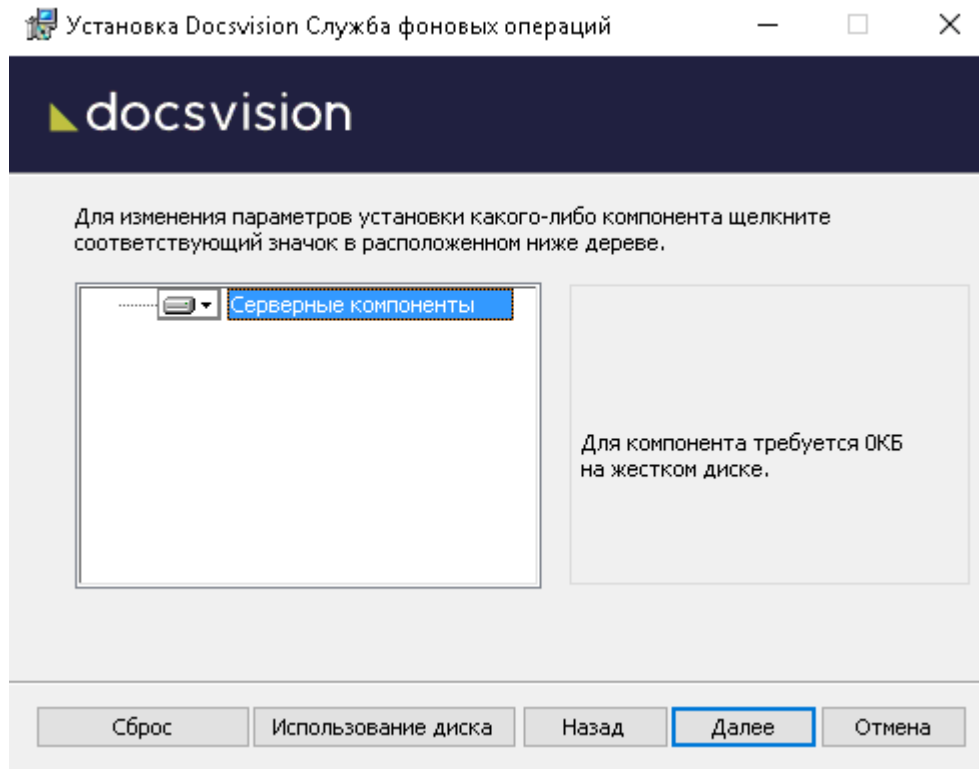 Установка Docsvision Служба фоновых операций
docsvision
Для изменения параметров установки какого-либо компонента щелкните
соответствующий значок в расположенном ниже дереве.
Серверные компоненты
Для компонента требуется 0КБ
на жестком диске.
Сброс
Использование диска
Назад
Далее
Отмена